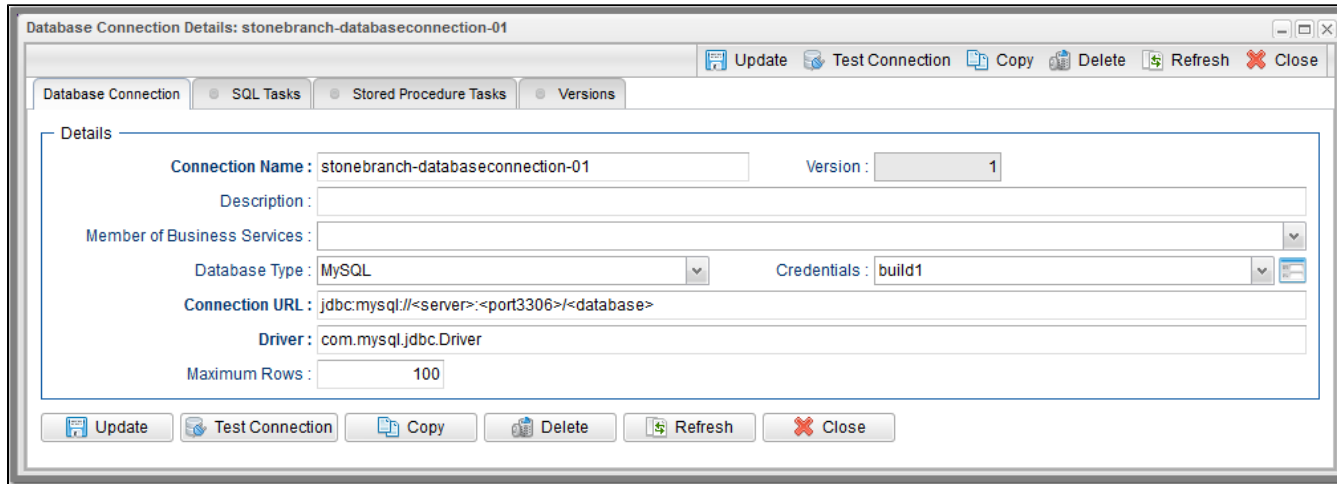 Database Connection Details: stonebranch-databaseconnection-01
Update Test Connection Copy Delete Refresh Close
Database Connection SQL Tasks Stored Procedure Tasks Versions
Details
Connection Name : stonebranch-databaseconnection-01 Version : 1
Description :
Member of Business Services :
Database Type : MySQL Credentials : build1
Connection URL : jdbc:mysql://<server>:<port3306>/<database>
Driver : com.mysql.jdbc.Driver
Maximum Rows : 100
Update Test Connection Copy Delete Refresh Close